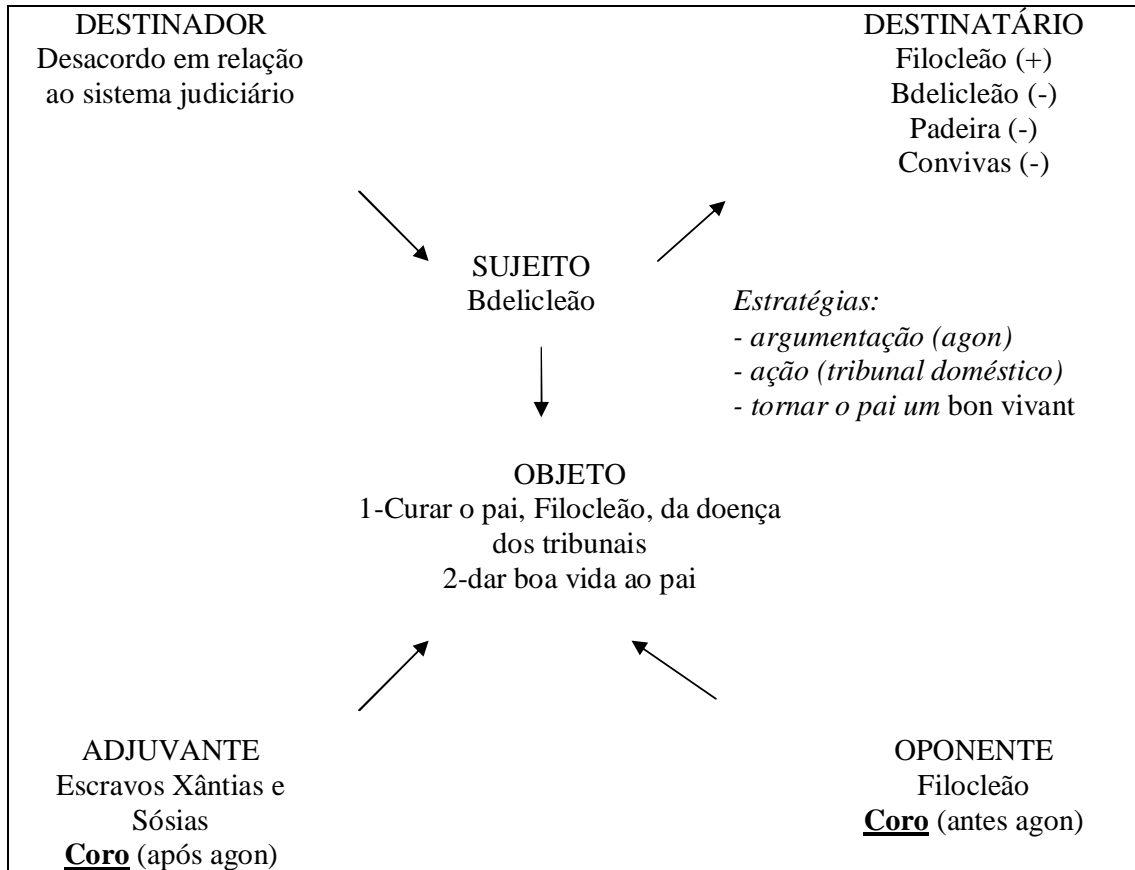 DESTINADOR
Desacordo em relação
ao sistema judiciário
DESTINATÁRIO
Filocleão (+)
Bdelicleão (-)
Padeira (-)
Convivas (-)
SUJEITO
Bdelicleão
Estratégias:
- argumentação (agon)
- ação (tribunal doméstico)
- tornar o pai um bon vivant
OBJETO
1-Curar o pai, Filocleão, da doença
dos tribunais
2-dar boa vida ao pai
ADJUVANTE
Escravos Xântias e
Sósias
Coro (após agon)
OPONENTE
Filocleão
Coro (antes agon)